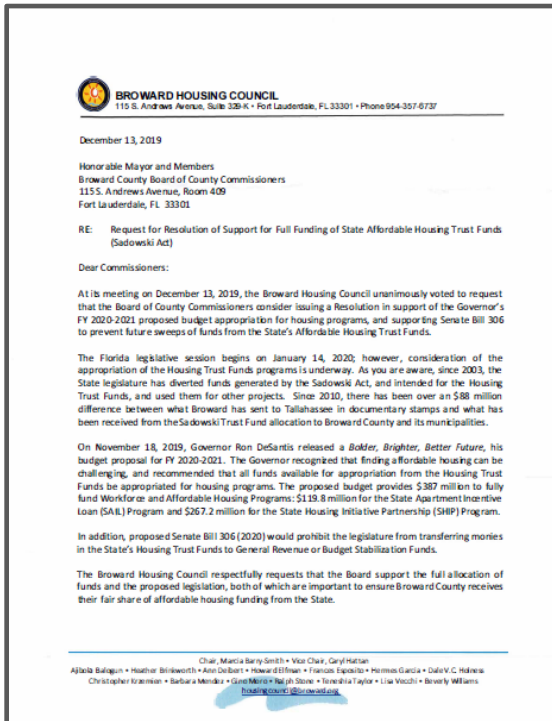 BROWARD HOUSING COUNCIL
115 S. Andrews Avenue, Suite 329-K • Fort Lauderdale, FL 33301 • Phone 954-357-6737
December 13, 2019
Honorable Mayor and Members
Broward County Board of County Commissioners
115 S. Andrews Avenue, Room 409
Fort Lauderdale, FL 33301
RE: Request for Resolution of Support for Full Funding of State Affordable Housing Trust Funds
(Sadowski Act)
Dear Commissioners:
At its meeting on December 13, 2019, the Broward Housing Council unanimously voted to request
that the Board of County Commissioners consider issuing a Resolution in support of the Governor's
FY 2020-2021 proposed budget appropriation for housing programs, and supporting Senate Bill 306
to prevent future sweeps of funds from the State's Affordable Housing Trust Funds.
The Florida legislative session begins on January 14, 2020; however, consideration of the
appropriation of the Housing Trust Funds programs is underway. As you are aware, since 2003, the
State legislature has diverted funds generated by the Sadowski Act, and intended for the Housing
Trust Funds, and used them for other projects. Since 2010, there has been over an $88 million
difference between what Broward has sent to Tallahassee in documentary stamps and what has
been received from the Sadowski Trust Fund allocation to Broward County and its municipalities.
On November 18, 2019, Governor Ron DeSantis released a Bolder, Brighter, Better Future, his
budget proposal for FY 2020-2021. The Governor recognized that finding affordable housing can be
challenging, and recommended that all funds available for appropriation from the Housing Trust
Funds be appropriated for housing programs. The proposed budget provides $387 million to fully
fund Workforce and Affordable Housing Programs: $119.8 million for the State Apartment Incentive
Loan (SAIL) Program and $267.2 million for the State Housing Initiative Partnership (SHIP) Program.
In addition, proposed Senate Bill 306 (2020) would prohibit the legislature from transferring monies
in the State's Housing Trust Funds to General Revenue or Budget Stabilization Funds.
The Broward Housing Council respectfully requests that the Board support the full allocation of
funds and the proposed legislation, both of which are important to ensure Broward County receives
their fair share of affordable housing funding from the State.
Chair, Marcia Barry-Smith • Vice Chair, Caryl Hattan
Ajibola Balogun • Heather Brinkworth • Ann Deibert • Howard Elfman • Frances Esposito • Hermes Garcia • Dale V.C. Holness
Christopher Krzemien • Barbara Mendez • Gino Moro • Ralph Stone • Teneshia Taylor • Lisa Vecchi • Beverly Williams
housingcouncil@broward.org